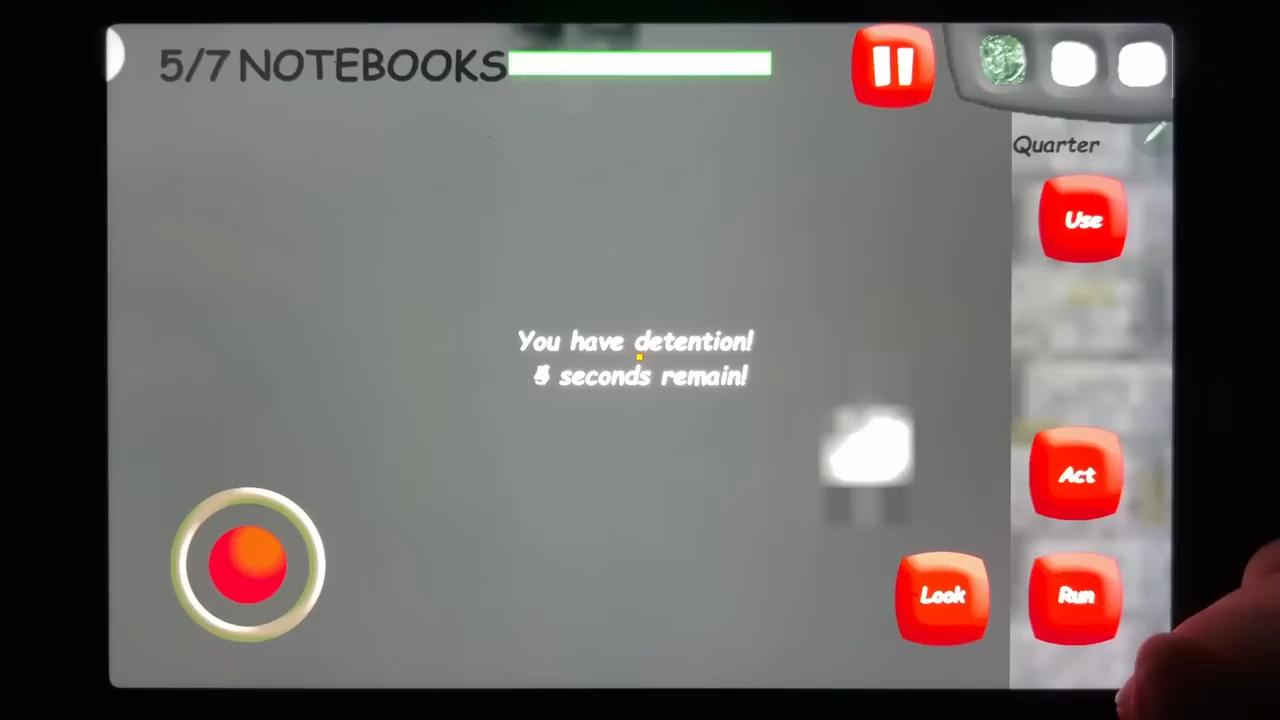 5/7 NOTEBOOKS
Quarter
Use
You have detention!
seconds remain!
Act
Look
Run